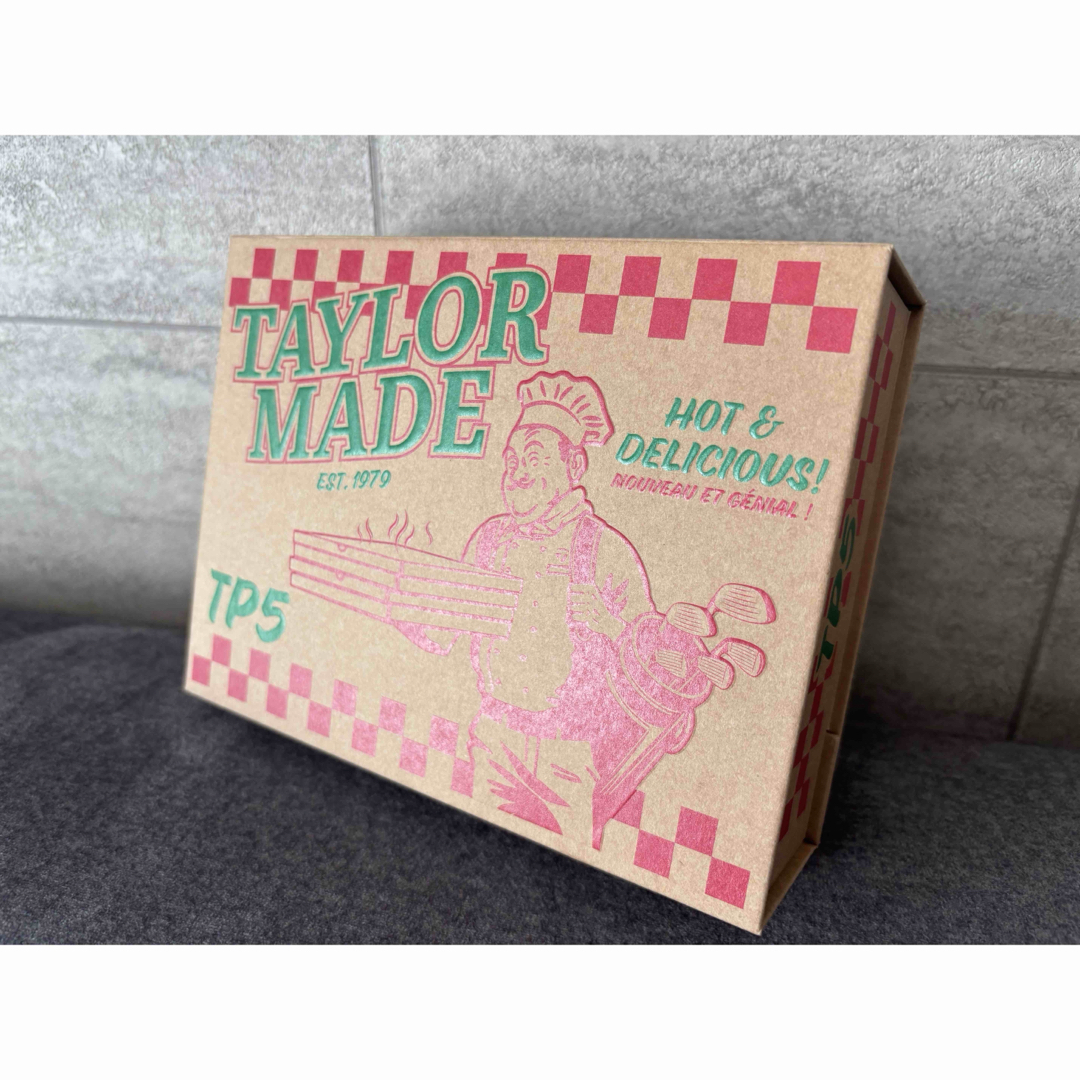 TAYLOR
MADE
EST. 1979
HOT &
DELICIOUS!
NOUVEAU ET GÉNIAL !
TP5
TP5